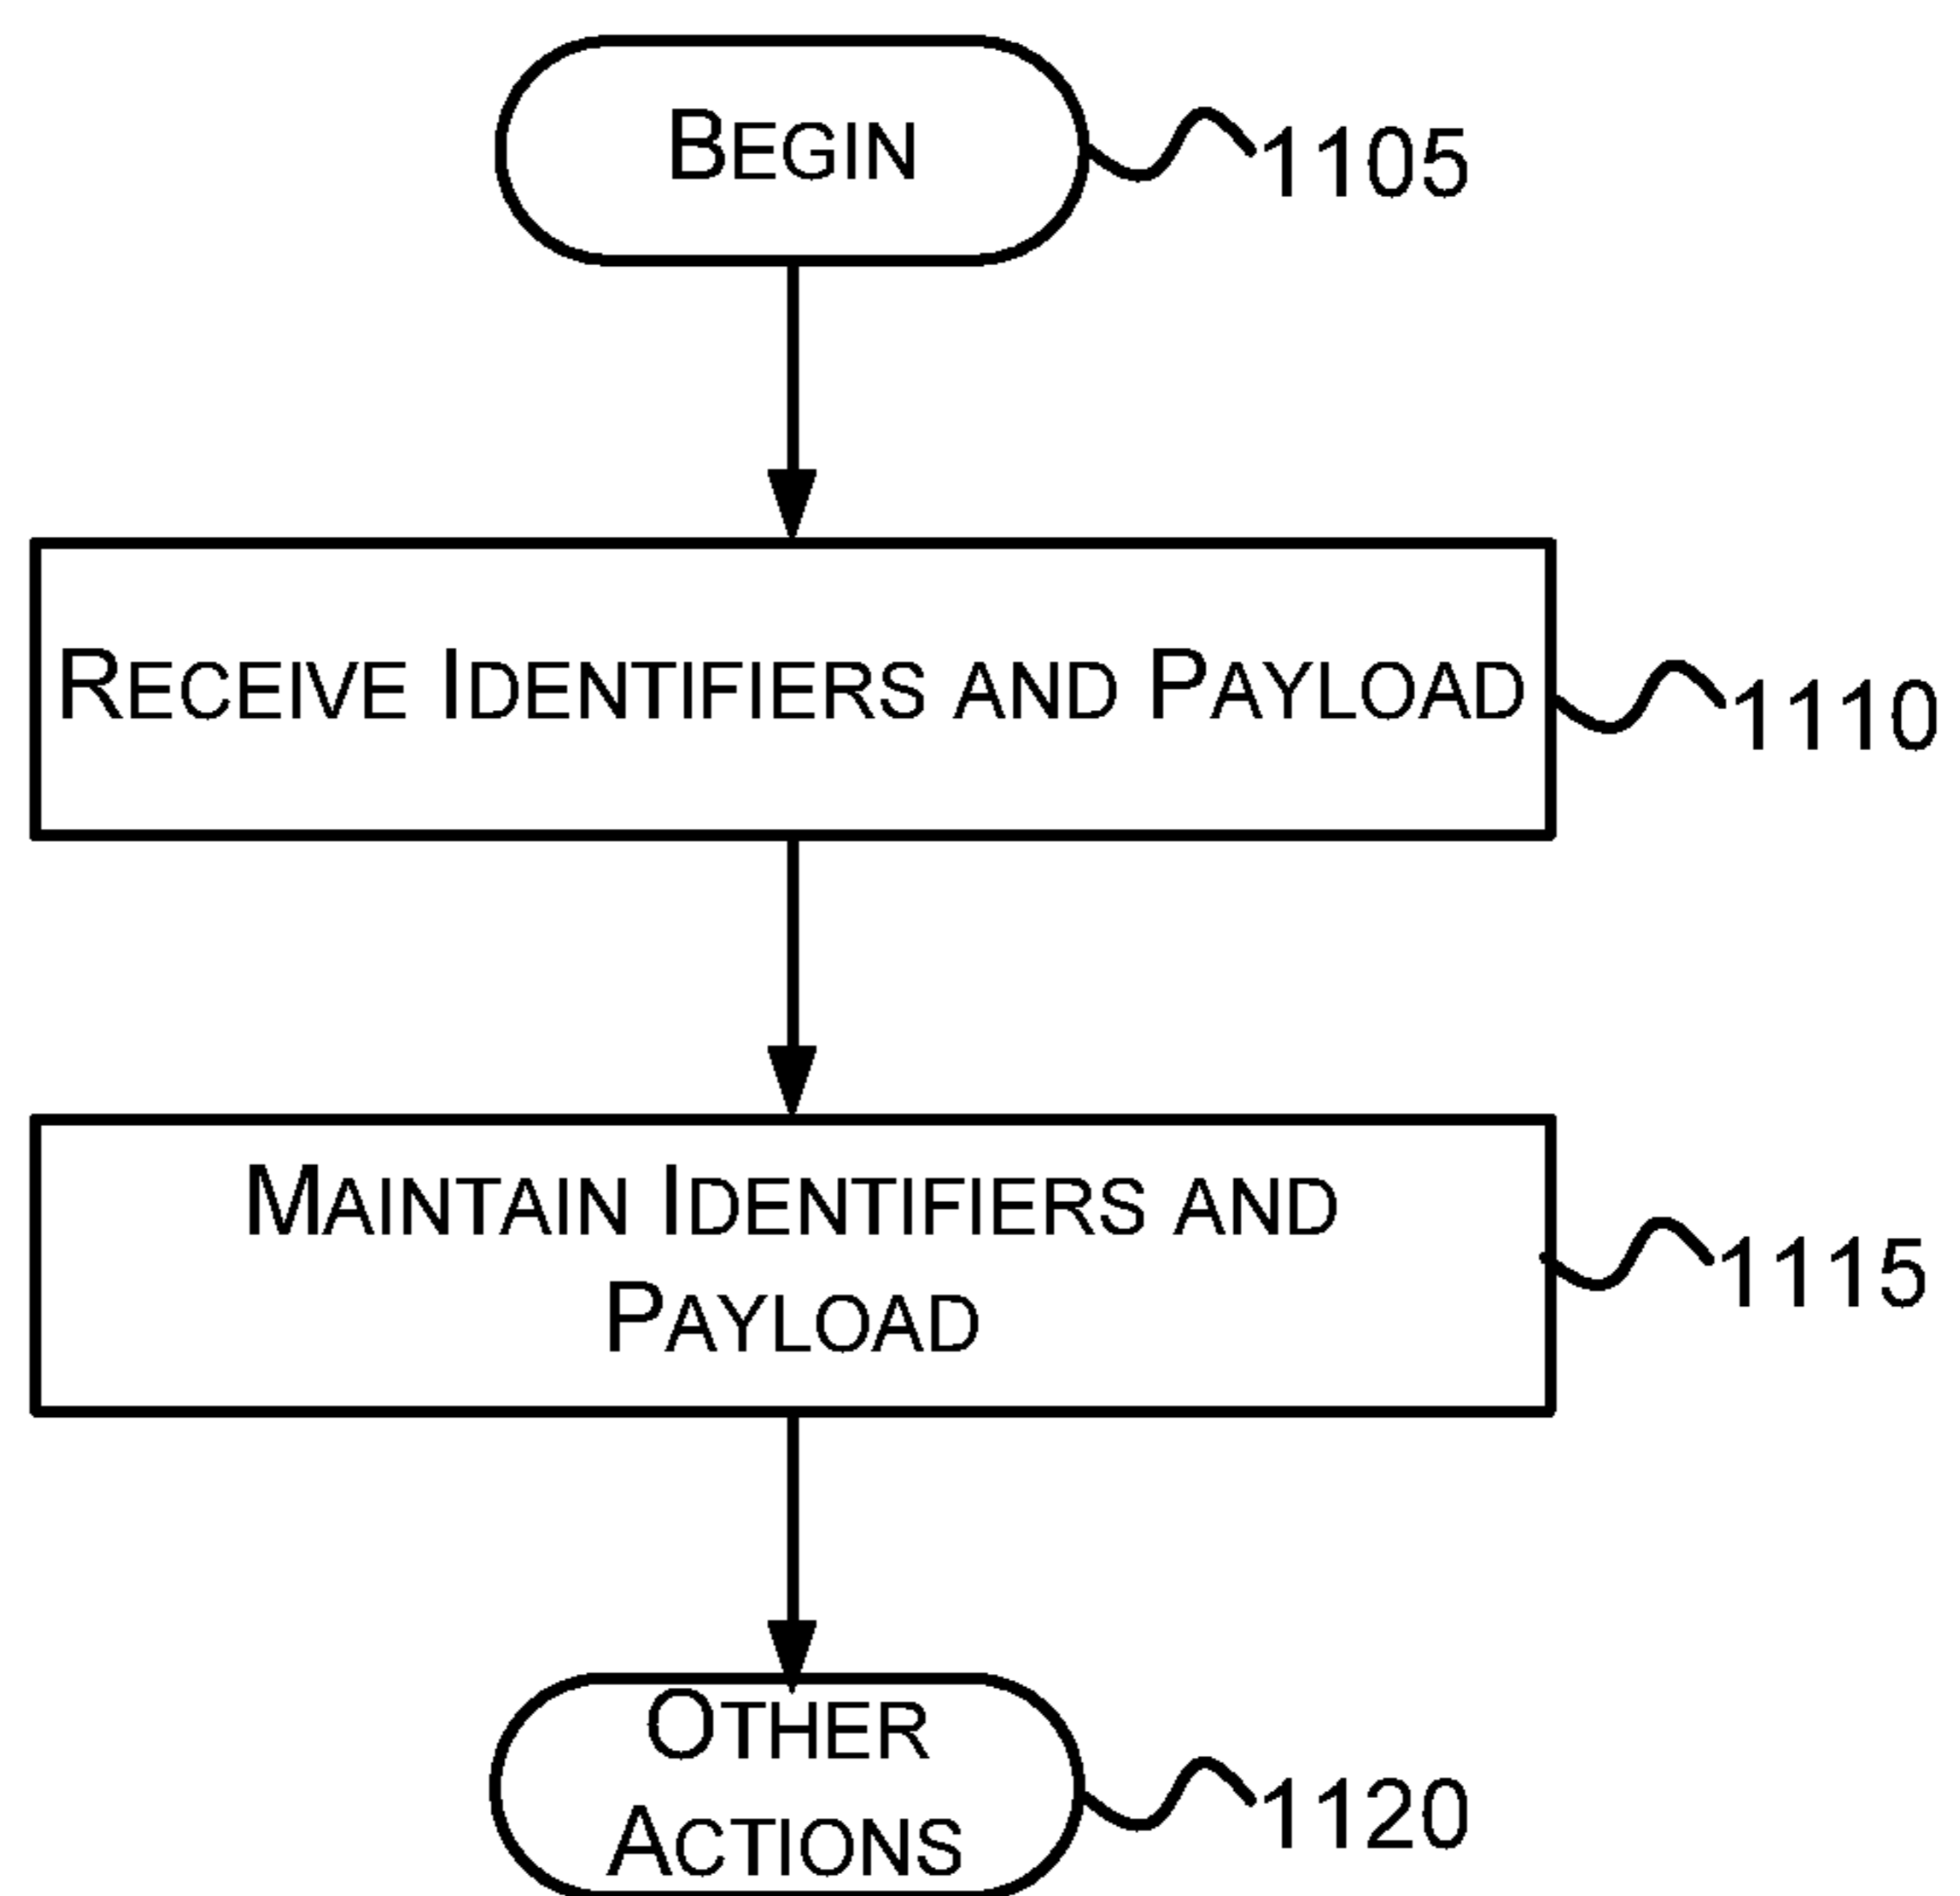 BEGIN
1105
RECEIVE IDENTIFIERS AND PAYLOAD
1110
MAINTAIN IDENTIFIERS AND
PAYLOAD
1115
OTHER
ACTIONS
1120